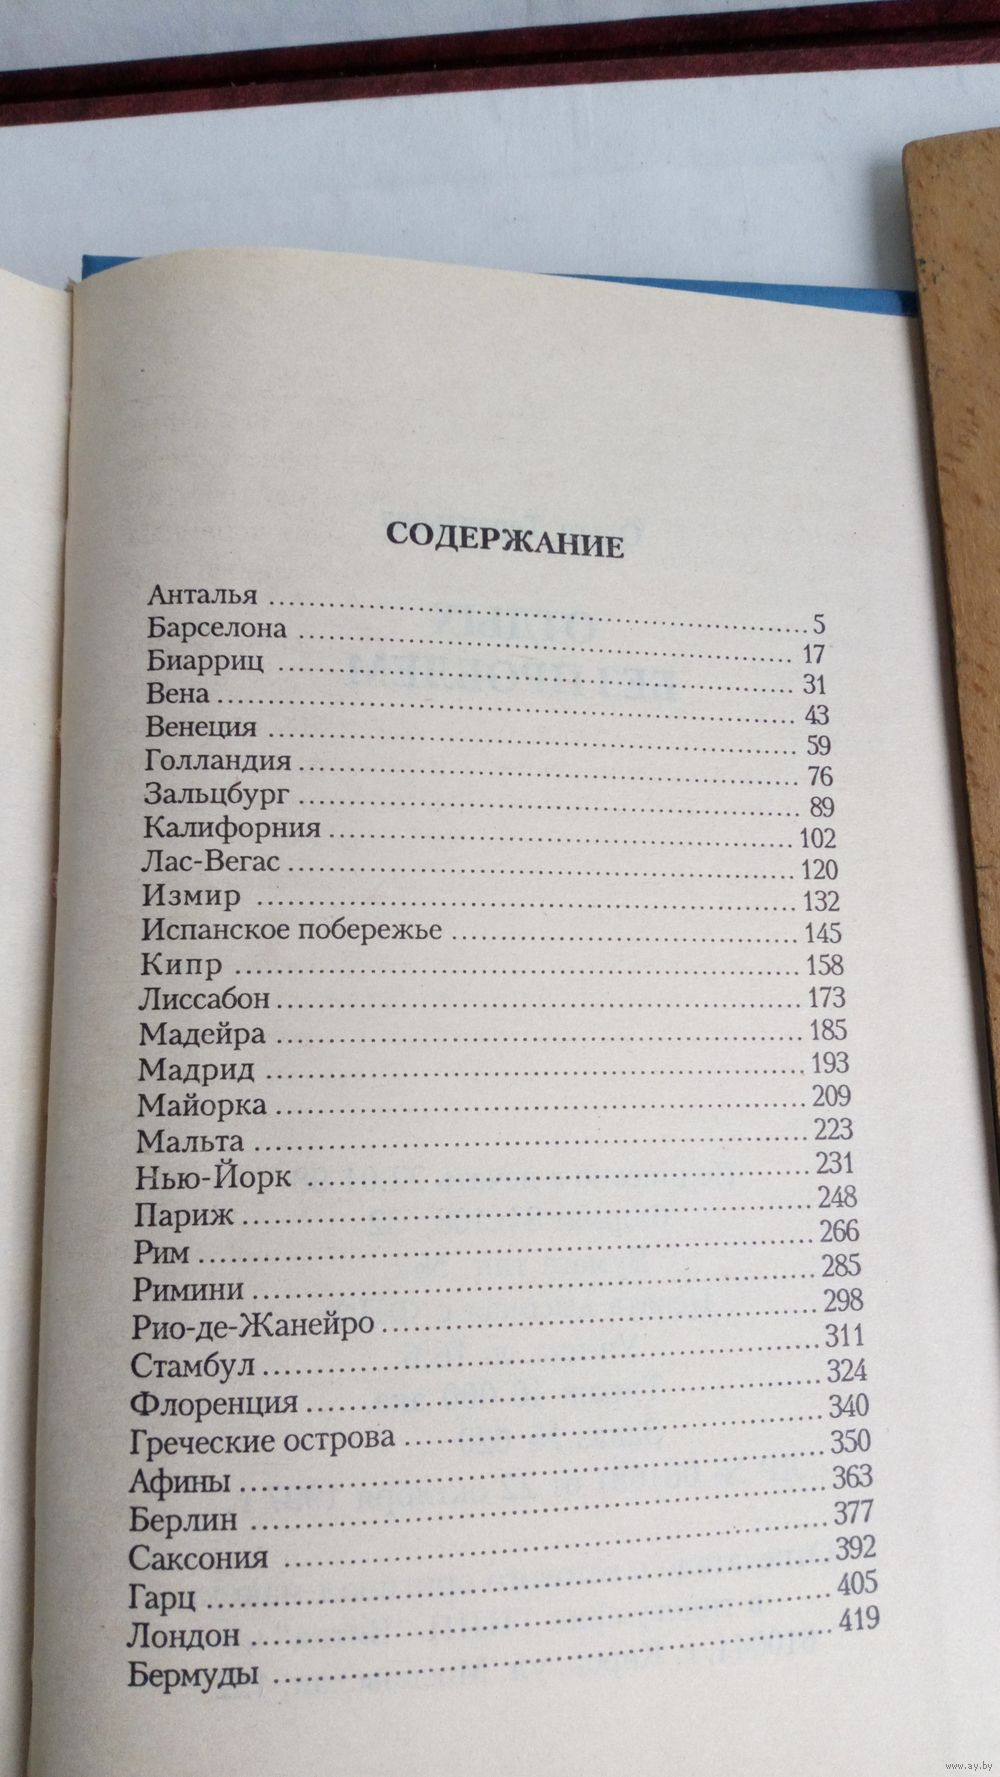 СОДЕРЖАНИЕ
Анталья ........ 5
Барселона ........ 17
Биарриц ........ 31
Вена ........ 43
Венеция ........ 59
Голландия ........ 76
Зальцбург ........ 89
Калифорния ........ 102
Лас-Вегас ........ 120
Измир ........ 132
Испанское побережье ........ 145
Кипр ........ 158
Лиссабон ........ 173
Мадейра ........ 185
Мадрид ........ 193
Майорка ........ 209
Мальта ........ 223
Нью-Йорк ........ 231
Париж ........ 248
Рим ........ 266
Римини ........ 285
Рио-де-Жанейро ........ 298
Стамбул ........ 311
Флоренция ........ 324
Греческие острова ........ 340
Афины ........ 350
Берлин ........ 363
Саксония ........ 377
Гарц ........ 392
Лондон ........ 405
Бермуды ........ 419
www.ay.by